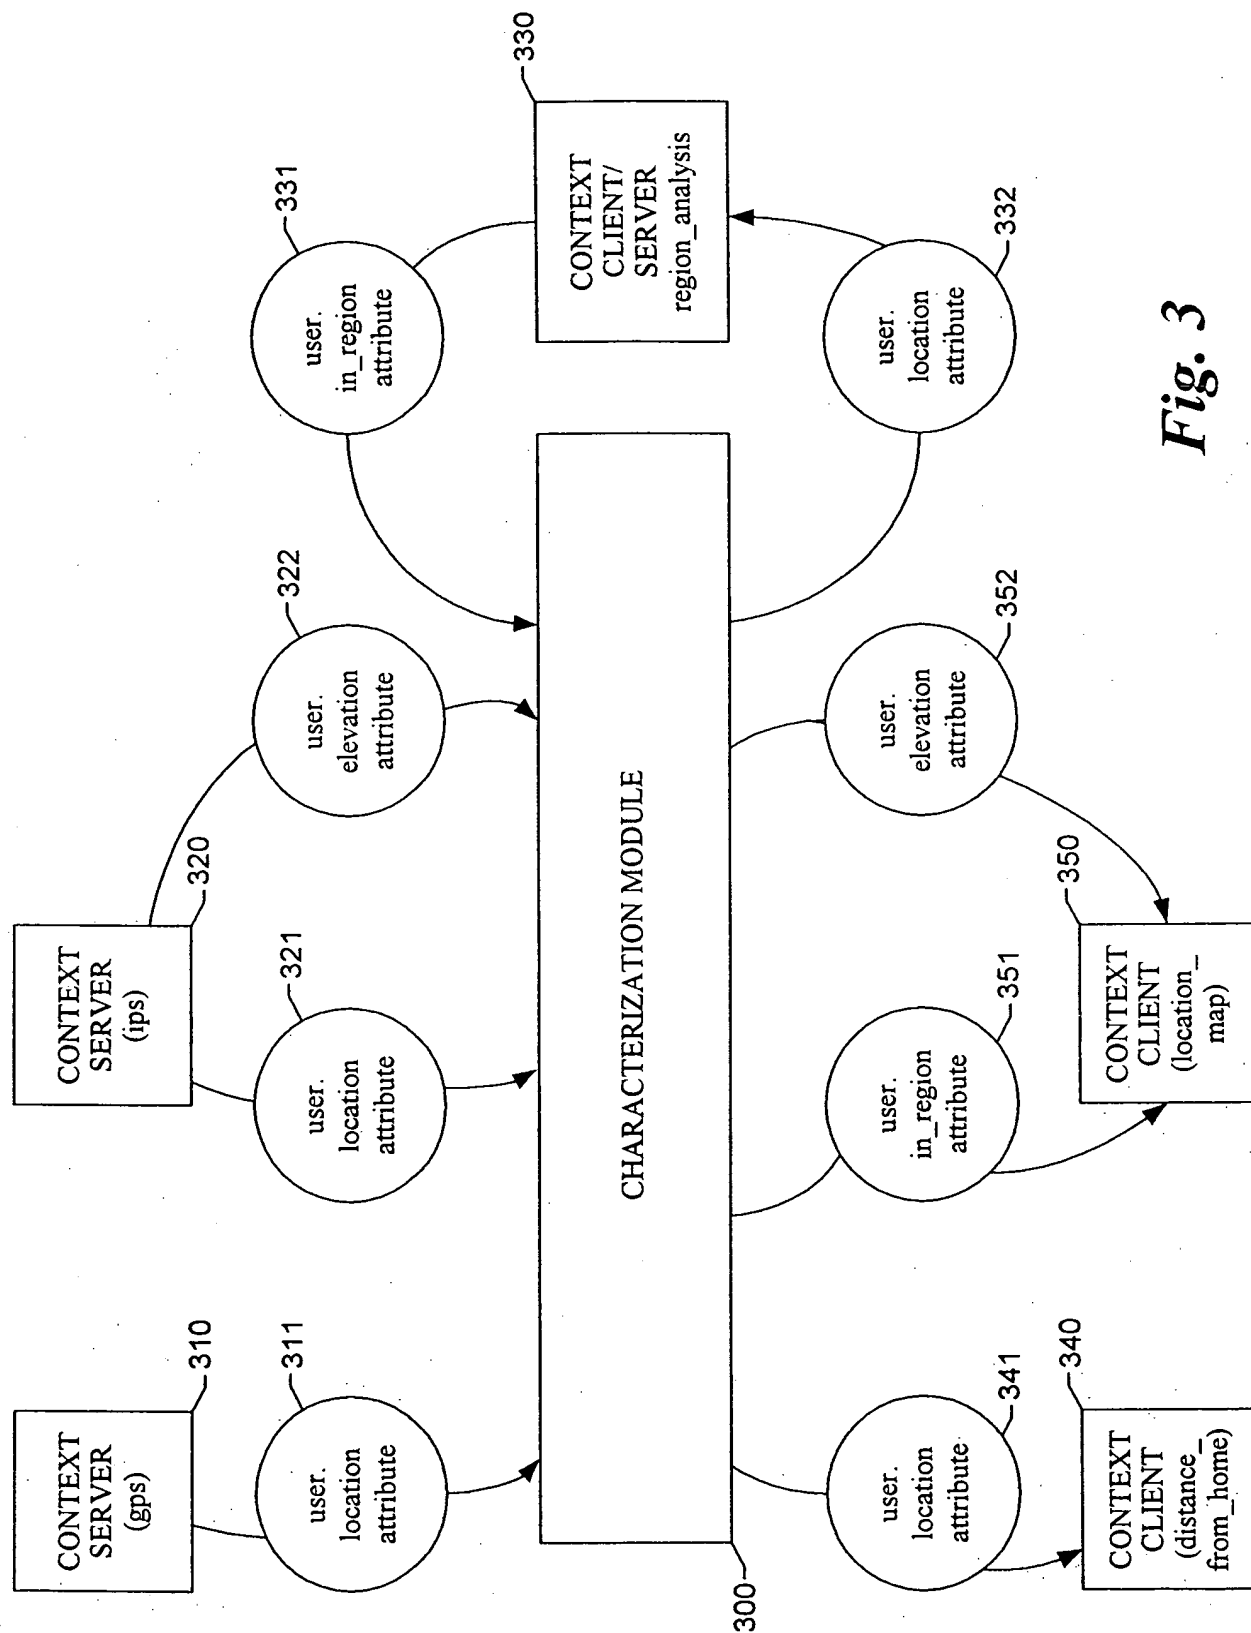 CONTEXT
SERVER
(gps)
310
311
user.
location
attribute
CONTEXT
SERVER
(ips)
320
321
user.
location
attribute
322
user.
elevation
attribute
331
user.
in_region
attribute
330
CONTEXT
CLIENT/
SERVER
region_analysis
CHARACTERIZATION MODULE
300
user.
location
attribute
341
340
CONTEXT
CLIENT
(distance_
from_home)
user.
in_region
attribute
351
350
CONTEXT
CLIENT
(location_
map)
user.
elevation
attribute
352
user.
location
attribute
332
Fig. 3